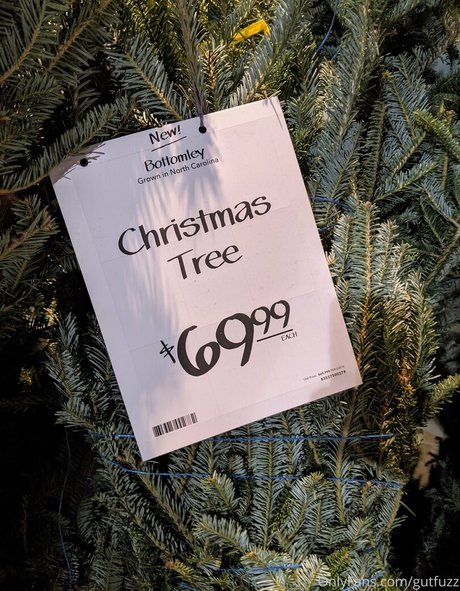 New!
Bottomley
Grown in North Carolina
Christmas
Tree
$69.99
EACH
OnlyFans.com/gutfuzz